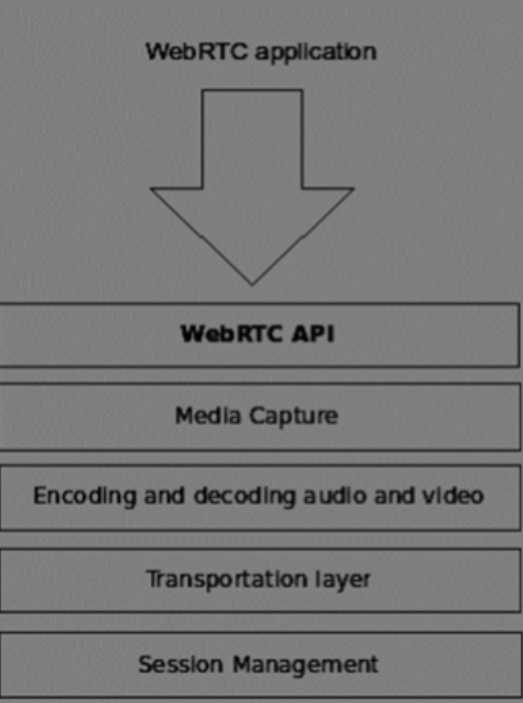 WebRTC application
WebRTC API
Media Capture
Encoding and decoding audio and video
Transportation layer
Session Management